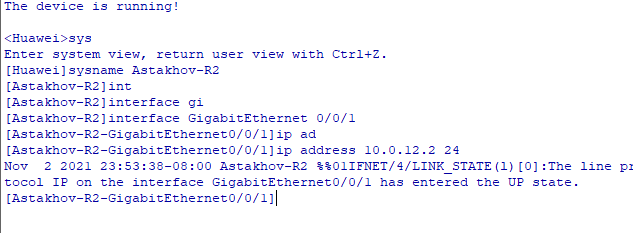 The device is running!
<Huawei>sys
Enter system view, return user view with Ctrl+Z.
[Huawei]sysname Astakhov-R2
[Astakhov-R2]int
[Astakhov-R2]interface gi
[Astakhov-R2]interface GigabitEthernet 0/0/1
[Astakhov-R2-GigabitEthernet0/0/1]ip ad
[Astakhov-R2-GigabitEthernet0/0/1]ip address 10.0.12.2 24
Nov  2 2021 23:53:38-08:00 Astakhov-R2 %%01IFNET/4/LINK_STATE(l)[0]:The line pr
tocol IP on the interface GigabitEthernet0/0/1 has entered the UP state.
[Astakhov-R2-GigabitEthernet0/0/1]